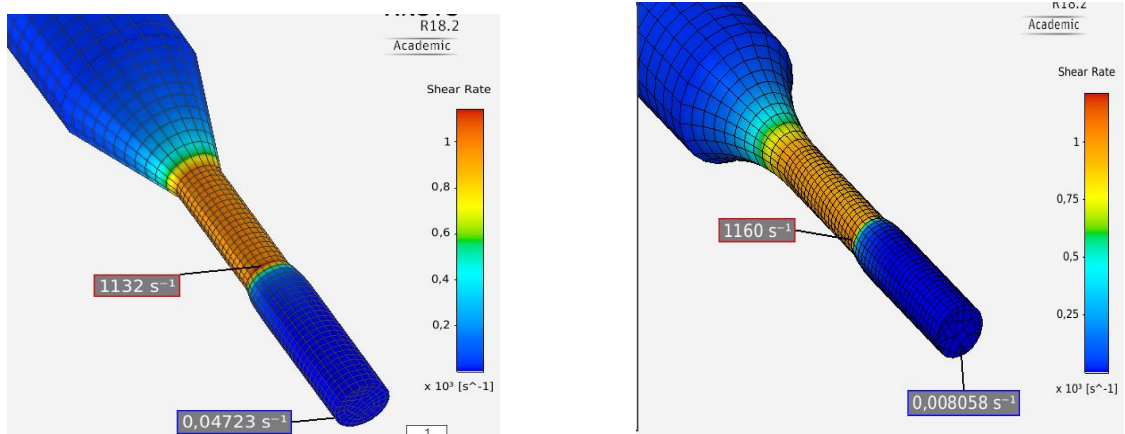 R18.2
Academic
Shear Rate
1
0,8
0,6
0,4
0,2
x 10³ [s^-1]
1132 s⁻¹
0,04723 s⁻¹
1
R18.2
Academic
Shear Rate
1
0,75
0,5
0,25
x 10³ [s^-1]
1160 s⁻¹
0,008058 s⁻¹